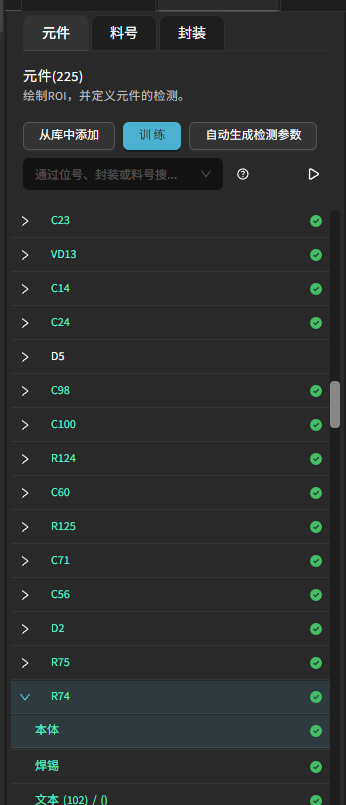 元件 料号 封装
元件(225)
绘制ROI，并定义元件的检测。
从库中添加 训练 自动生成检测参数
通过位号、封装或料号搜...
C23
VD13
C14
C24
D5
C98
C100
R124
C60
R125
C71
C56
D2
R75
R74
本体
焊锡
文本 (102) / ()